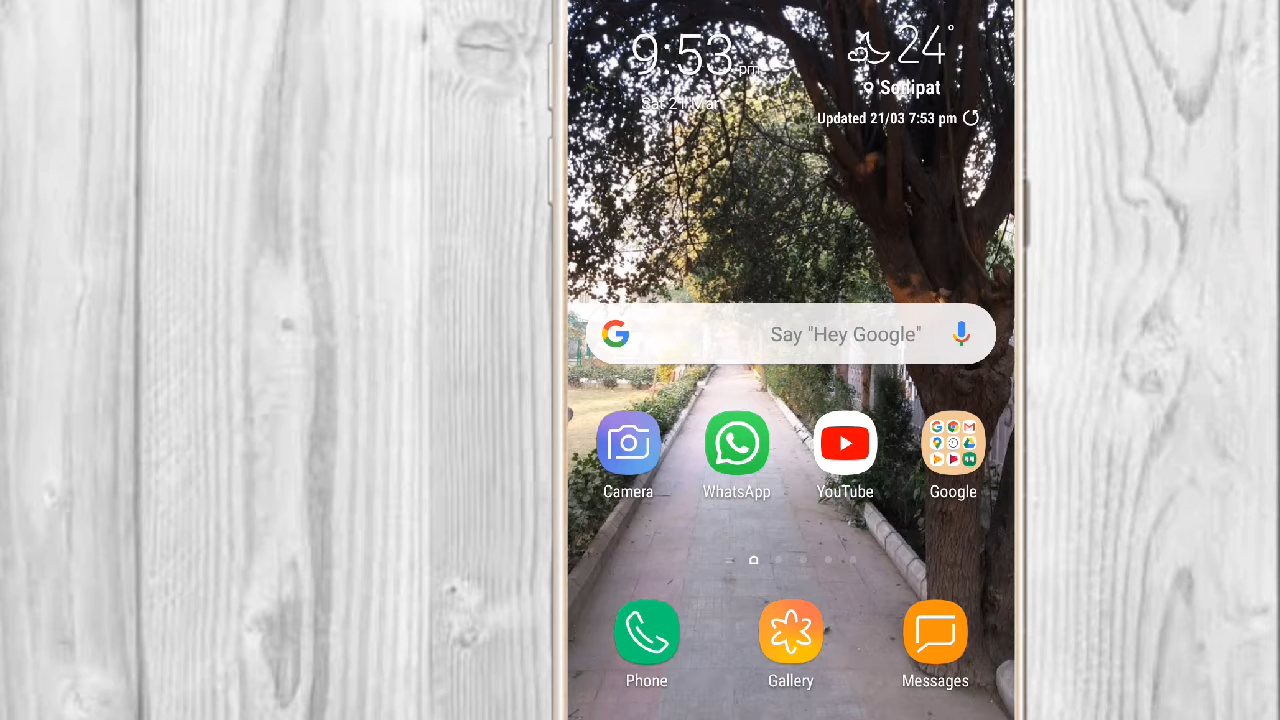 9:53 pm
Sat 21 Mar
24°
Sonipat
Updated 21/03 7:53 pm
Say "Hey Google"
Camera
WhatsApp
YouTube
Google
Phone
Gallery
Messages